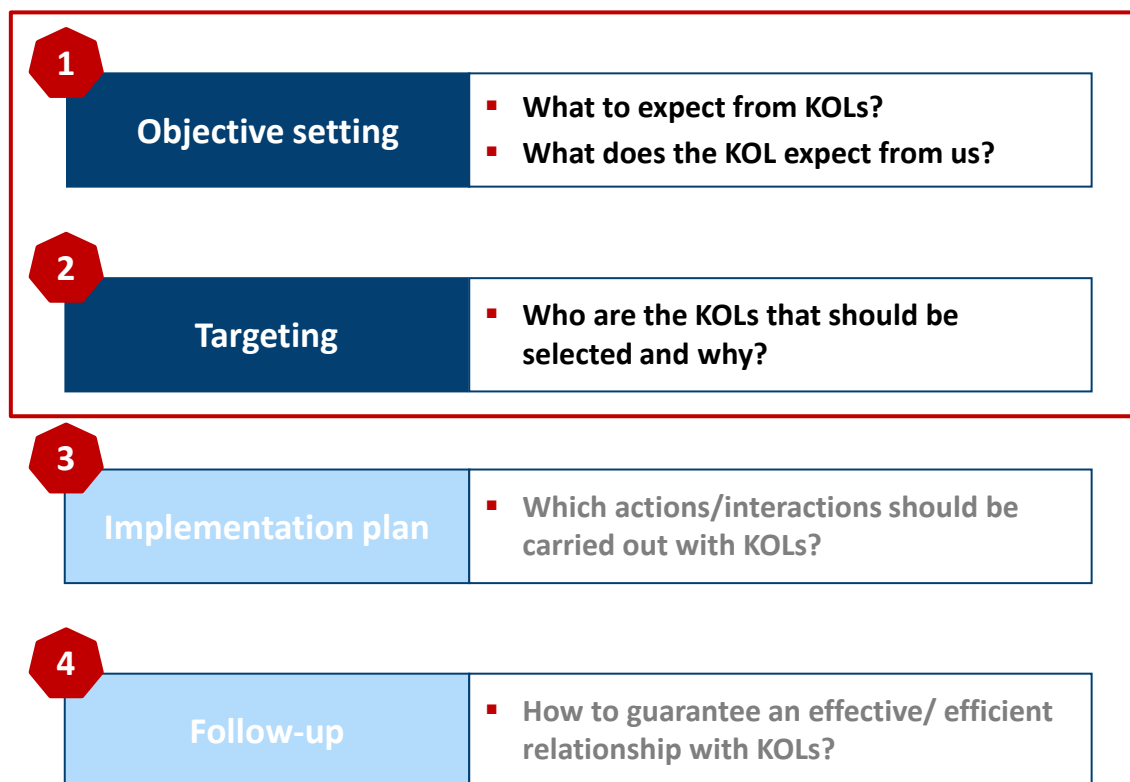 1
Objective setting
▪ What to expect from KOLs?
▪ What does the KOL expect from us?
2
Targeting
▪ Who are the KOLs that should be
selected and why?
3
Implementation plan
▪ Which actions/interactions should be
carried out with KOLs?
4
Follow-up
▪ How to guarantee an effective/ efficient
relationship with KOLs?